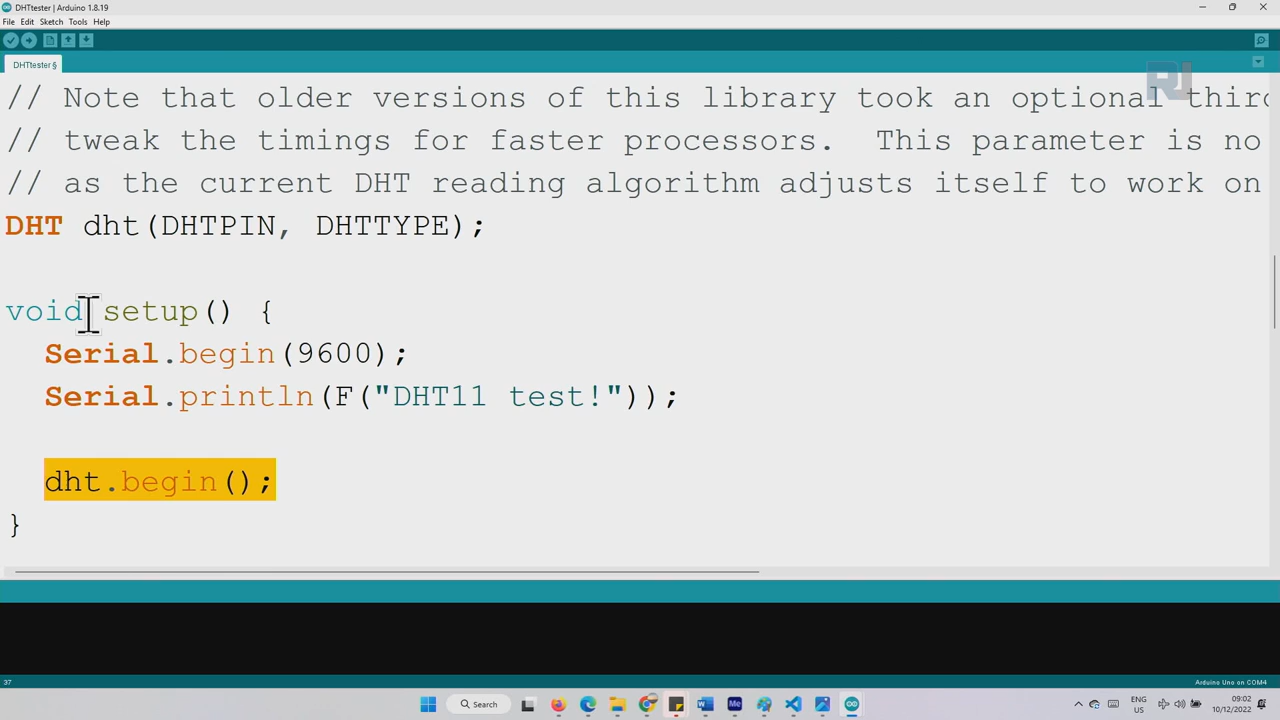 DHTtester | Arduino 1.8.19
File Edit Sketch Tools Help
DHTtester §
RJ
// Note that older versions of this library took an optional third
// tweak the timings for faster processors.  This parameter is no
// as the current DHT reading algorithm adjusts itself to work on
DHT dht(DHTPIN, DHTTYPE);
void setup() {
Serial.begin(9600);
Serial.println(F("DHT11 test!"));
dht.begin();
}
37
Arduino Uno on COM4
Search
Me
ENG
US
09:02
10/12/2022